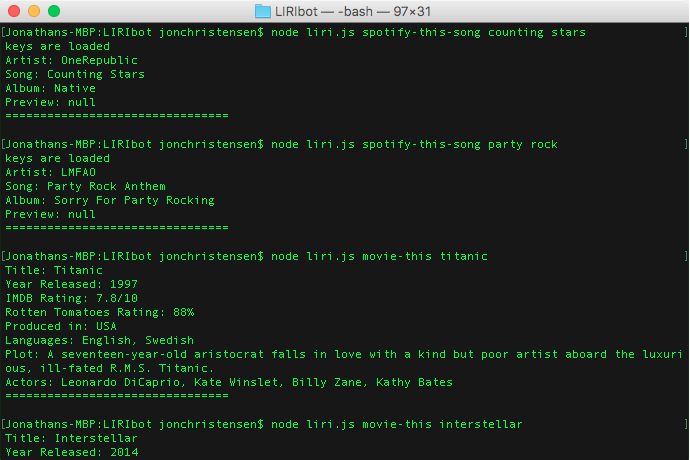 LIRIbot — -bash — 97×31
[Jonathans-MBP:LIRIbot jonchristensen$ node liri.js spotify-this-song counting stars ]
keys are loaded
Artist: OneRepublic
Song: Counting Stars
Album: Native
Preview: null
================================
[Jonathans-MBP:LIRIbot jonchristensen$ node liri.js spotify-this-song party rock ]
keys are loaded
Artist: LMFAO
Song: Party Rock Anthem
Album: Sorry For Party Rocking
Preview: null
================================
[Jonathans-MBP:LIRIbot jonchristensen$ node liri.js movie-this titanic ]
Title: Titanic
Year Released: 1997
IMDB Rating: 7.8/10
Rotten Tomatoes Rating: 88%
Produced in: USA
Languages: English, Swedish
Plot: A seventeen-year-old aristocrat falls in love with a kind but poor artist aboard the luxuri
ous, ill-fated R.M.S. Titanic.
Actors: Leonardo DiCaprio, Kate Winslet, Billy Zane, Kathy Bates
================================
[Jonathans-MBP:LIRIbot jonchristensen$ node liri.js movie-this interstellar ]
Title: Interstellar
Year Released: 2014